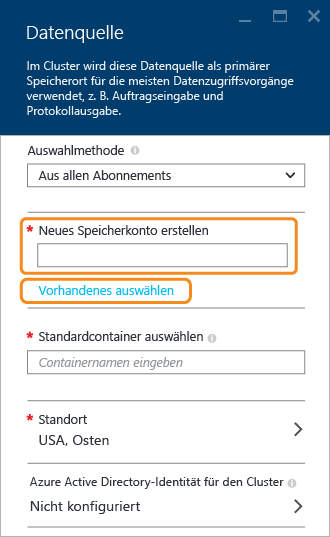 Datenquelle
Im Cluster wird diese Datenquelle als primärer
Speicherort für die meisten Datenzugriffsvorgänge
verwendet, z. B. Auftragseingabe und
Protokollausgabe.
Auswahlmethode
Aus allen Abonnements
* Neues Speicherkonto erstellen
Vorhandenes auswählen
* Standardcontainer auswählen
Containernamen eingeben
* Standort
USA, Osten
Azure Active Directory-Identität für den Cluster
Nicht konfiguriert